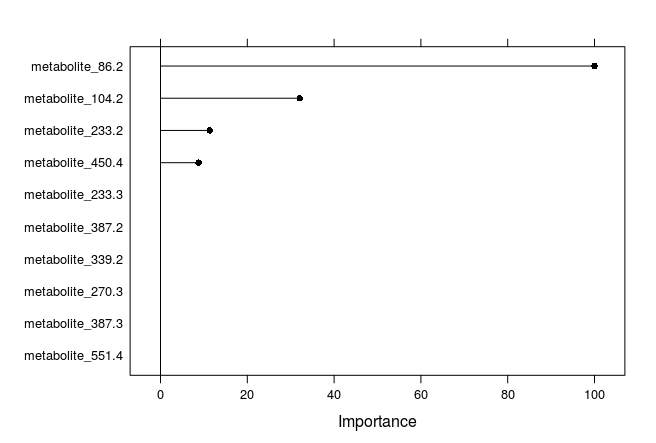 metabolite_86.2
metabolite_104.2
metabolite_233.2
metabolite_450.4
metabolite_233.3
metabolite_387.2
metabolite_339.2
metabolite_270.3
metabolite_387.3
metabolite_551.4
0 20 40 60 80 100
Importance